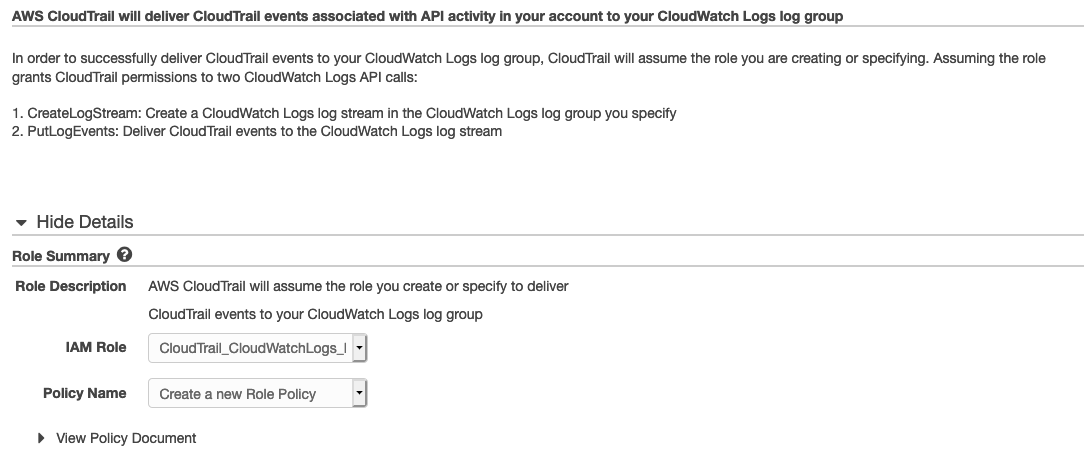 AWS CloudTrail will deliver CloudTrail events associated with API activity in your account to your CloudWatch Logs log group
In order to successfully deliver CloudTrail events to your CloudWatch Logs log group, CloudTrail will assume the role you are creating or specifying. Assuming the role
grants CloudTrail permissions to two CloudWatch Logs API calls:
1. CreateLogStream: Create a CloudWatch Logs log stream in the CloudWatch Logs log group you specify
2. PutLogEvents: Deliver CloudTrail events to the CloudWatch Logs log stream
Hide Details
Role Summary ?
Role Description AWS CloudTrail will assume the role you create or specify to deliver
CloudTrail events to your CloudWatch Logs log group
IAM Role CloudTrail_CloudWatchLogs_
Policy Name Create a new Role Policy
View Policy Document